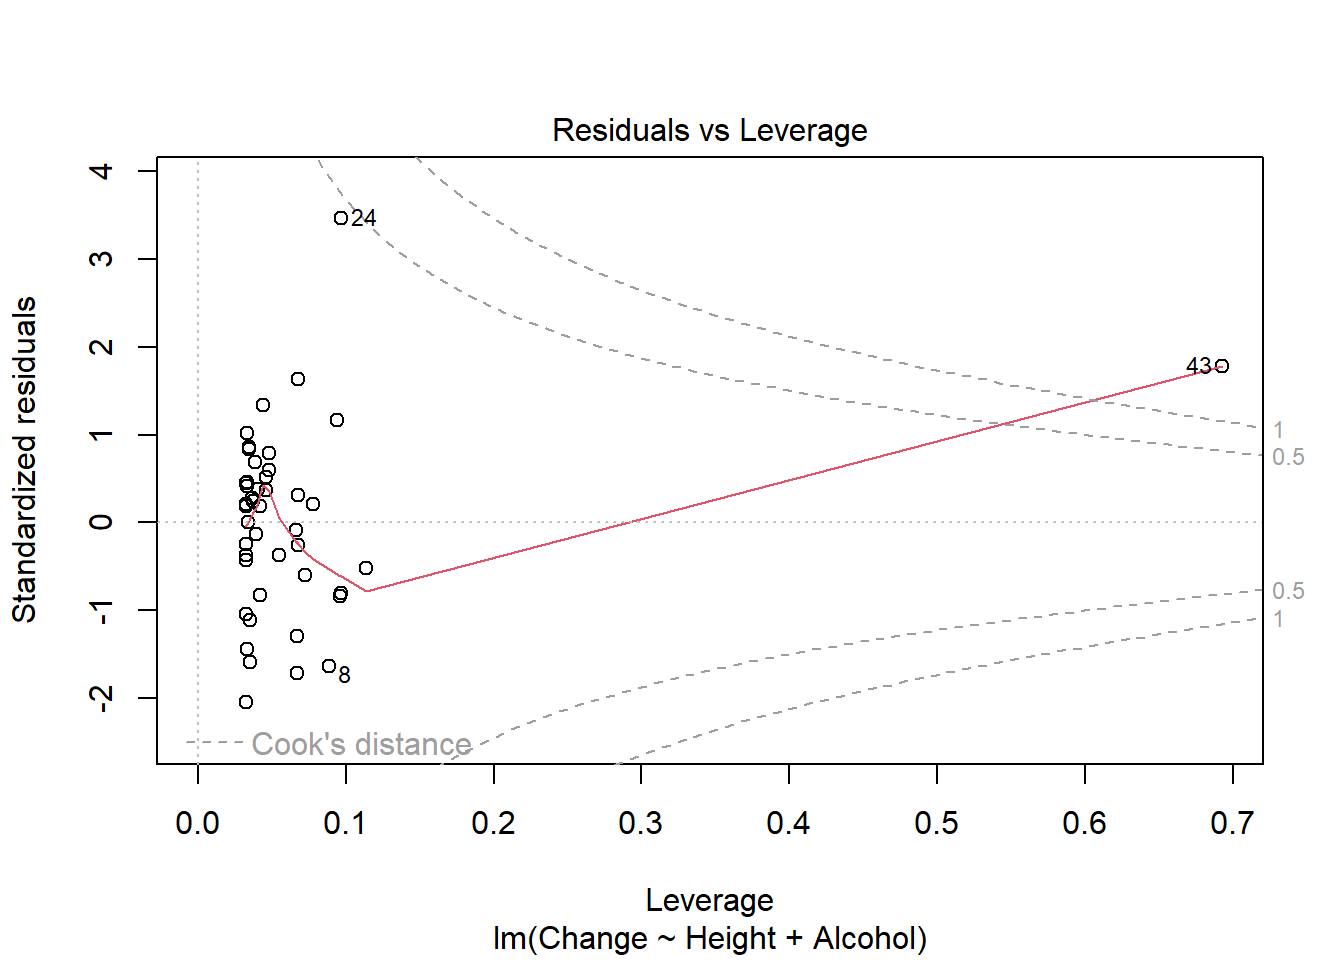 Residuals vs Leverage
Standardized residuals
4
3
2
1
0
-1
-2
24
43
8
1
0.5
0.5
1
Cook's distance
0.0 0.1 0.2 0.3 0.4 0.5 0.6 0.7
Leverage
lm(Change ~ Height + Alcohol)